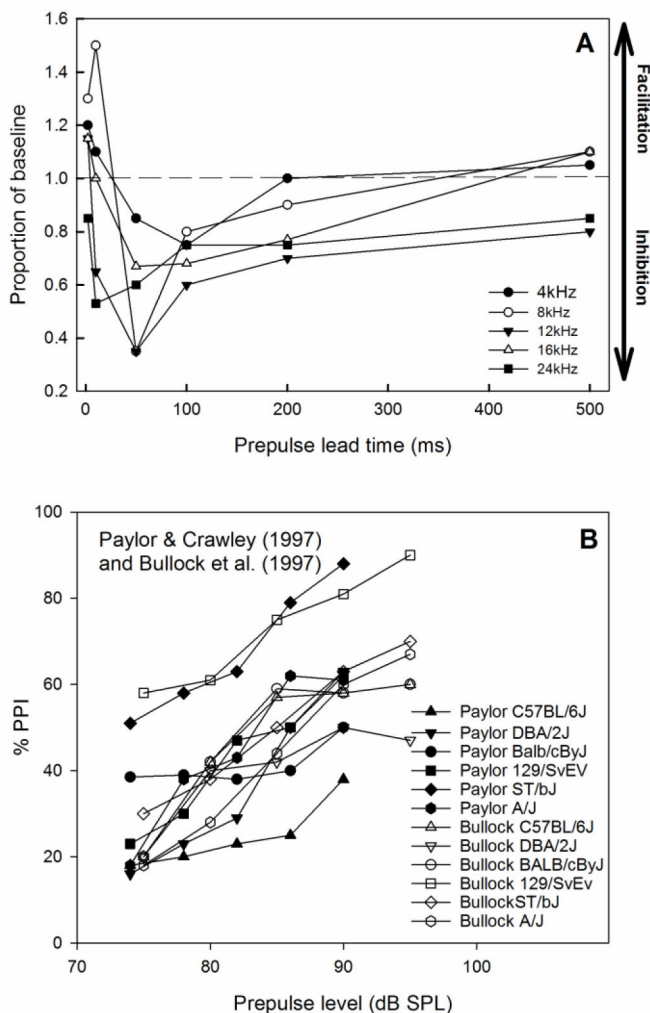 A
1.6
1.4
1.2
1.0
0.8
0.6
0.4
0.2
Proportion of baseline
0
100
200
300
400
500
Prepulse lead time (ms)
4kHz
8kHz
12kHz
16kHz
24kHz
Facilitation
Inhibition
B
Paylor & Crawley (1997)
and Bullock et al. (1997)
100
80
60
40
20
0
% PPI
70
80
90
100
Prepulse level (dB SPL)
Paylor C57BL/6J
Paylor DBA/2J
Paylor Balb/cByJ
Paylor 129/SvEV
Paylor ST/bJ
Paylor A/J
Bullock C57BL/6J
Bullock DBA/2J
Bullock BALB/cByJ
Bullock 129/SvEv
BullockST/bJ
Bullock A/J